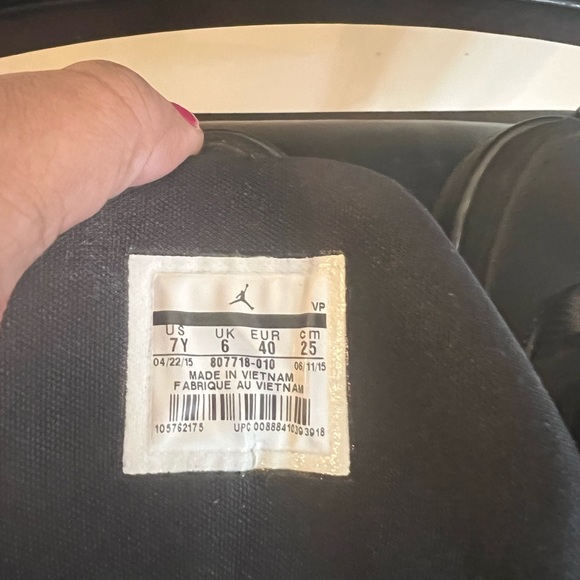 VP
US UK EUR cm
7Y 6 40 25
04/22/15 807718-010 06/11/15
MADE IN VIETNAM
FABRIQUE AU VIETNAM
105762175 UPC 00888410393918